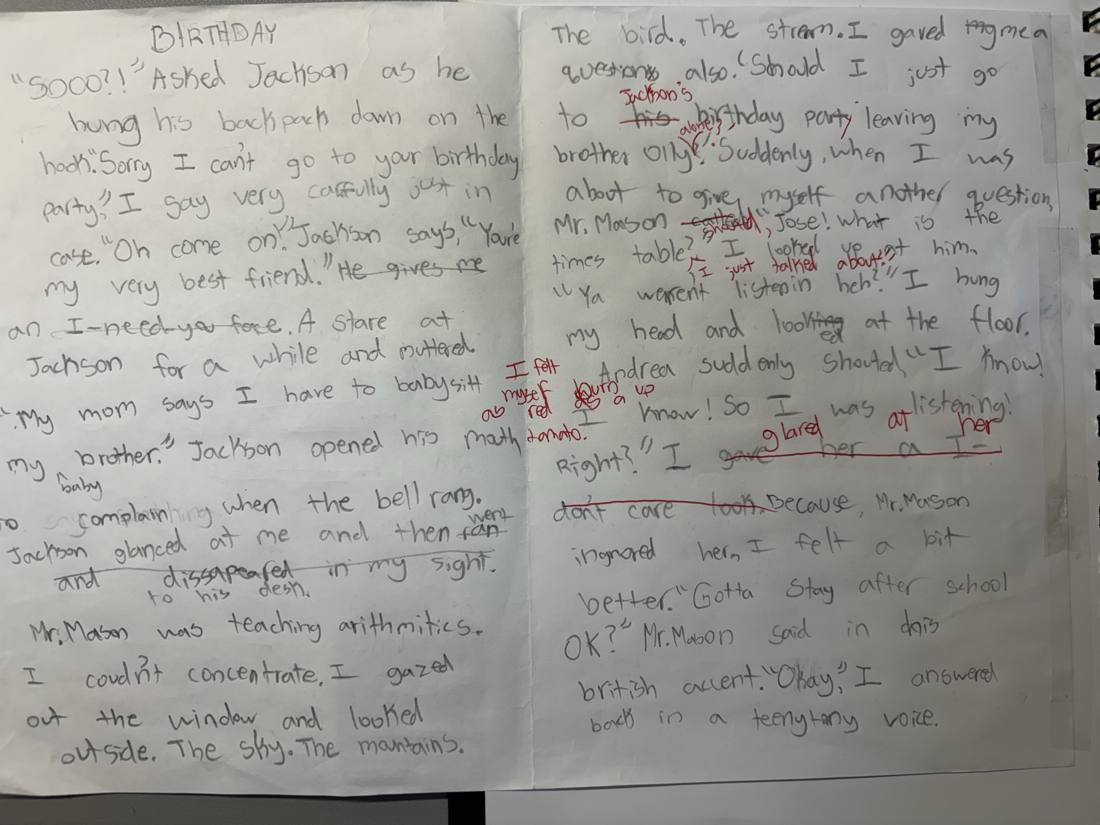 BIRTHDAY
"SOOO?!" Asked Jackson as he
hung his backpack down on the
hook. "Sorry I can't go to your birthday
party," I say very carfully just in
case. "Oh come on!" Jackson says, "You're
my very best friend." He gives me
an I-need-you face. A stare at
Jackson for a while and muttered
"My mom says I have to babysitt
my baby brother." Jackson opened his math
to complain when the bell rang.
Jackson glanced at me and then ran went
and dissapeared in my sight.
to his desk.
Mr. Mason was teaching arithmitics.
I coudn't concentrate. I gazed
out the window and looked
outside. The sky. The mountains.
The bird. The stream. I gaved me a
questions also. "Should I just go
to his Jackson's birthday party leaving my
brother Olly alone?". Suddenly, when I was
about to give myself another question,
Mr. Mason shouted, "Jose! What is the
times table?" I looked up at him.
I just talked about?"
"Ya werren't listenin heh?" I hung
my head and looking ed at the floor.
Andrea suddonly shouted, "I know!
I know! So I was listening!
I felt
myself burn
as red as a
tomato.
Right?" I gave her a I-
glared at her
don't care look. Because, Mr. Mason
ingnored her, I felt a bit
better. "Gotta stay after school
OK?" Mr. Mason said in his
british accent. "Okay," I answered
back in a teenytany voice.